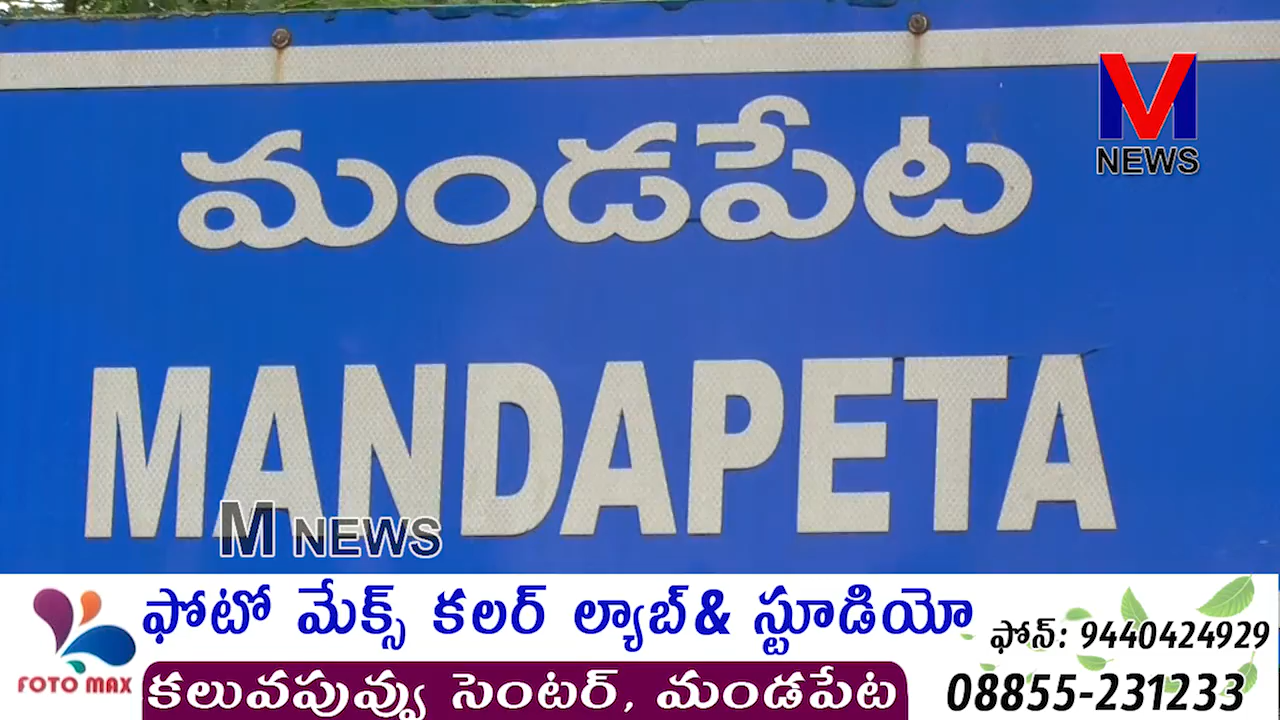 M
NEWS
మండపేట
MANDAPETA
M NEWS
ఫోటో మేక్స్ కలర్ ల్యాబ్ & స్టూడియో
ఫోన్: 9440424929
FOTO MAX
కలువపువ్వు సెంటర్, మండపేట
08855-231233